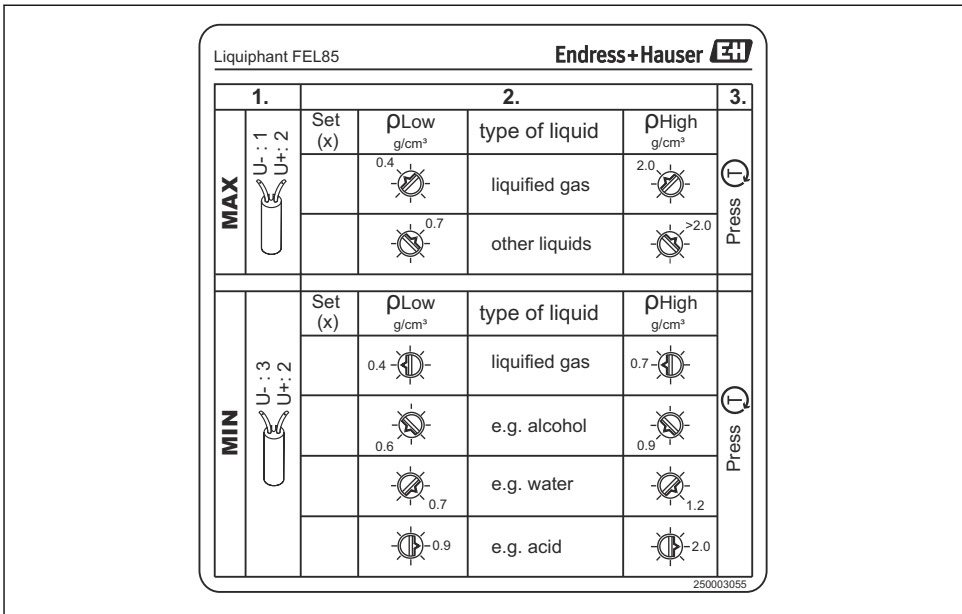 Liquiphant FEL85
Endress+Hauser EH
1. 2. 3.
MAX
U- : 1
U+: 2
Set (x) ρLow g/cm³ type of liquid ρHigh g/cm³
0.4 liquified gas 2.0
0.7 other liquids >2.0
Press T
MIN
U- : 3
U+: 2
Set (x) ρLow g/cm³ type of liquid ρHigh g/cm³
0.4 liquified gas 0.7
0.6 e.g. alcohol 0.9
0.7 e.g. water 1.2
0.9 e.g. acid 2.0
Press T
250003055